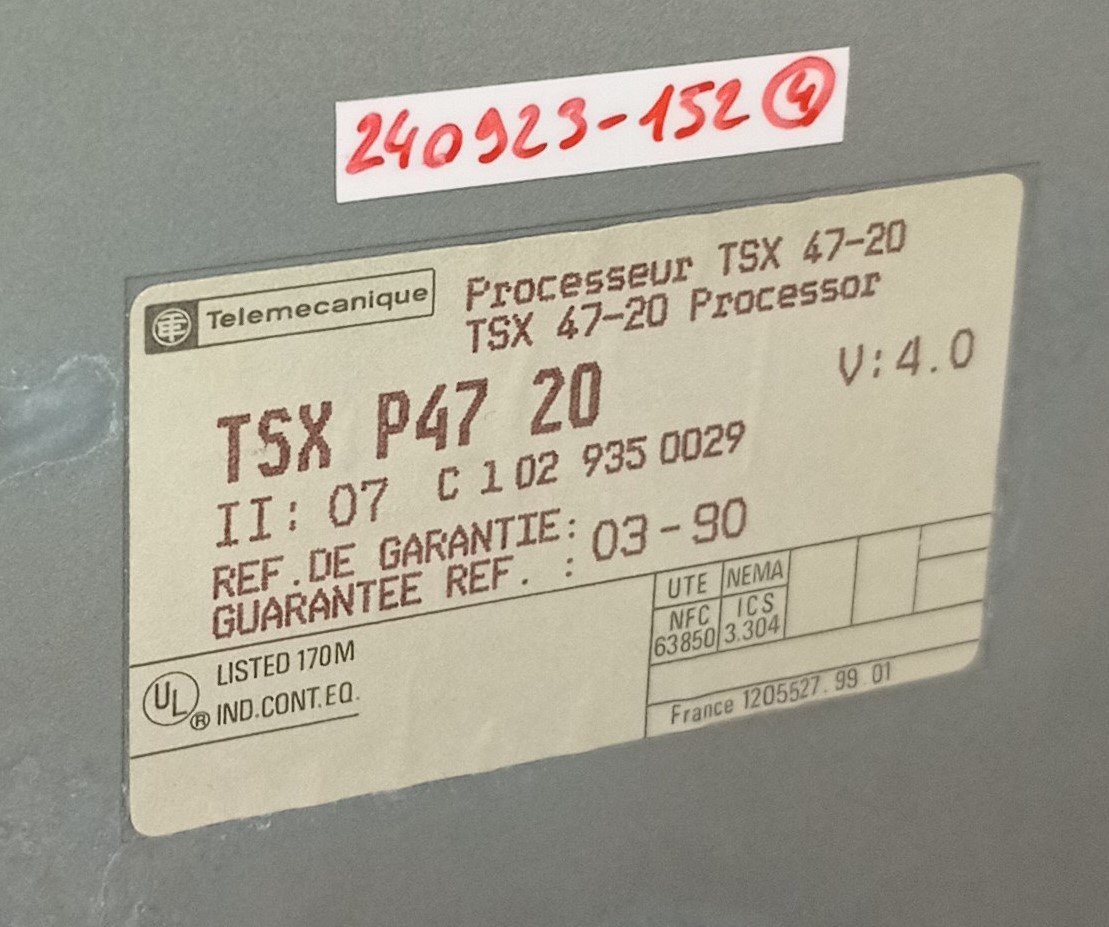 240923-152 ④
Telemecanique
Processeur TSX 47-20
TSX 47-20 Processor
V:4.0
TSX P47 20
II: 07 C 1 02 935 0029
REF.DE GARANTIE: 03-90
GUARANTEE REF. :
UL ® LISTED 170M
IND.CONT.EQ.
UTE NEMA
NFC ICS
63850 3.304
France 1205527.99.01